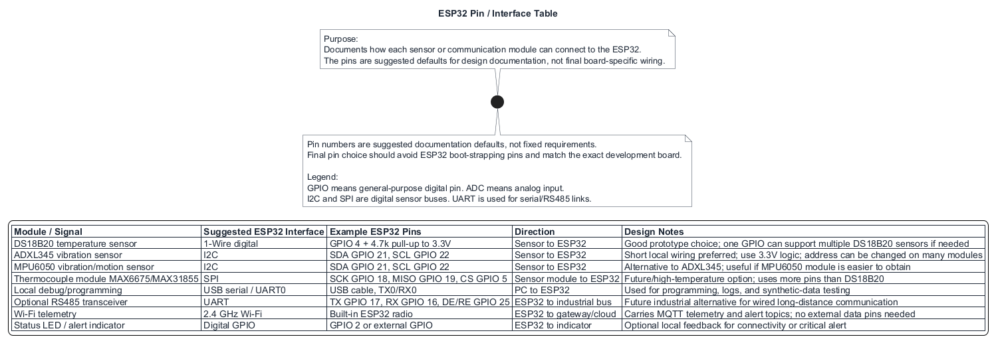 ESP32 Pin / Interface Table
Purpose:
Documents how each sensor or communication module can connect to the ESP32.
The pins are suggested defaults for design documentation, not final board-specific wiring.
Pin numbers are suggested documentation defaults, not fixed requirements.
Final pin choice should avoid ESP32 boot-strapping pins and match the exact development board.
Legend:
GPIO means general-purpose digital pin. ADC means analog input.
I2C and SPI are digital sensor buses. UART is used for serial/RS485 links.
Module / Signal Suggested ESP32 Interface Example ESP32 Pins Direction Design Notes
DS18B20 temperature sensor 1-Wire digital GPIO 4 + 4.7k pull-up to 3.3V Sensor to ESP32 Good prototype choice; one GPIO can support multiple DS18B20 sensors if needed
ADXL345 vibration sensor I2C SDA GPIO 21, SCL GPIO 22 Sensor to ESP32 Short local wiring preferred; use 3.3V logic; address can be changed on many modules
MPU6050 vibration/motion sensor I2C SDA GPIO 21, SCL GPIO 22 Sensor to ESP32 Alternative to ADXL345; useful if MPU6050 module is easier to obtain
Thermocouple module MAX6675/MAX31855 SPI SCK GPIO 18, MISO GPIO 19, CS GPIO 5 Sensor module to ESP32 Future/high-temperature option; uses more pins than DS18B20
Local debug/programming USB serial / UART0 USB cable, TX0/RX0 PC to ESP32 Used for programming, logs, and synthetic-data testing
Optional RS485 transceiver UART TX GPIO 17, RX GPIO 16, DE/RE GPIO 25 ESP32 to industrial bus Future industrial alternative for wired long-distance communication
Wi-Fi telemetry 2.4 GHz Wi-Fi Built-in ESP32 radio ESP32 to gateway/cloud Carries MQTT telemetry and alert topics; no external data pins needed
Status LED / alert indicator Digital GPIO GPIO 2 or external GPIO ESP32 to indicator Optional local feedback for connectivity or critical alert